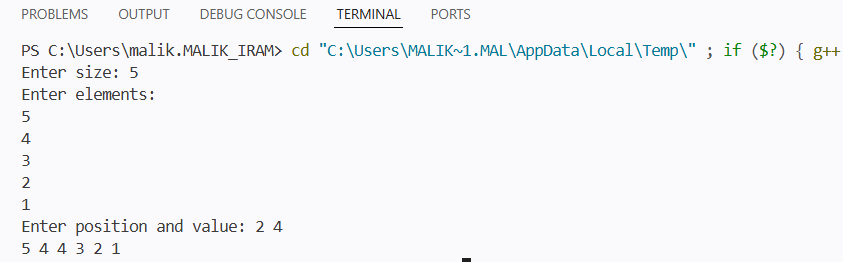 PROBLEMS OUTPUT DEBUG CONSOLE TERMINAL PORTS
PS C:\Users\malik.MALIK_IRAM> cd "C:\Users\MALIK~1.MAL\AppData\Local\Temp\" ; if ($?) { g++
Enter size: 5
Enter elements:
5
4
3
2
1
Enter position and value: 2 4
5 4 4 3 2 1